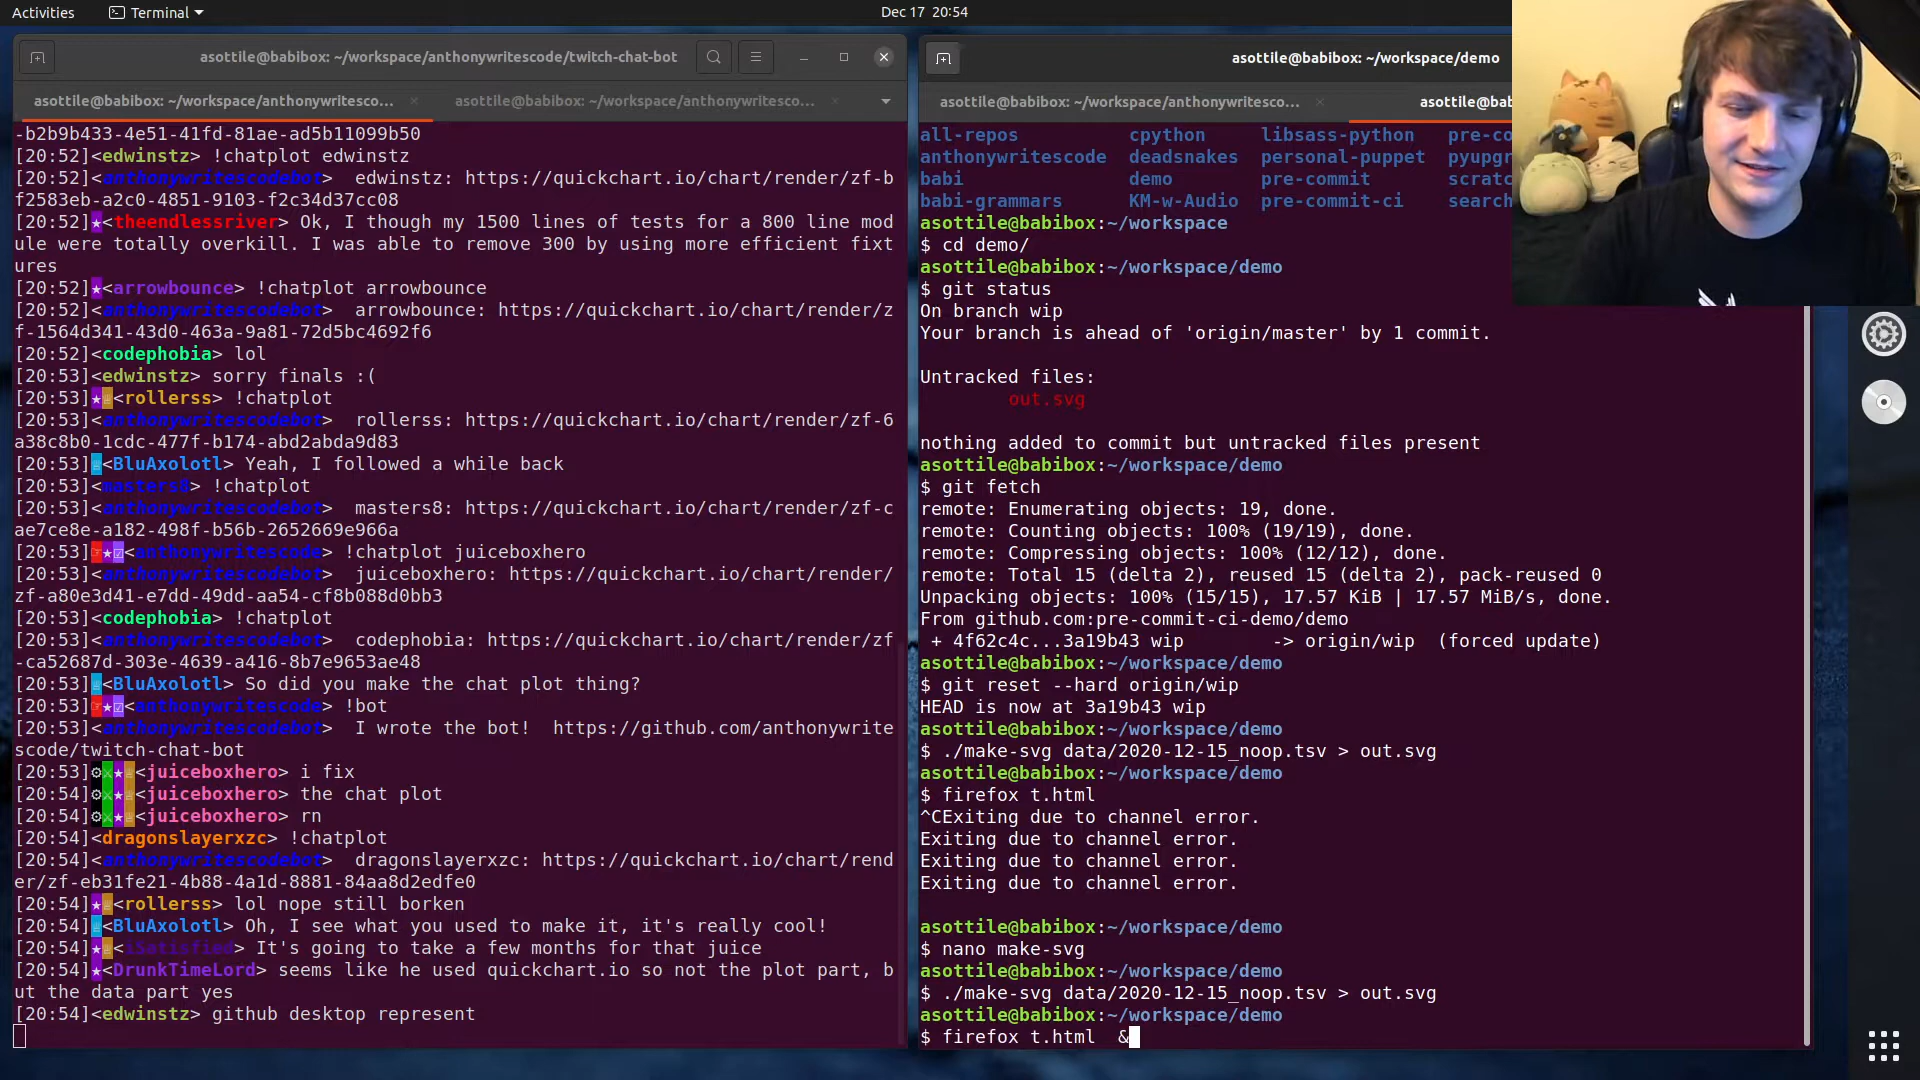 Activities
Terminal
Dec 17 20:54
asottile@babibox: ~/workspace/anthonywritescode/twitch-chat-bot
asottile@babibox: ~/workspace/anthonywritesco...
asottile@babibox: ~/workspace/anthonywritesco...
-b2b9b433-4e51-41fd-81ae-ad5b11099b50
[20:52]<edwinstz> !chatplot edwinstz
[20:52]<anthonywritescodebot>  edwinstz: https://quickchart.io/chart/render/zf-b
f2583eb-a2c0-4851-9103-f2c34d37cc08
[20:52]★<theendlessriver> Ok, I though my 1500 lines of tests for a 800 line mod
ule were totally overkill. I was able to remove 300 by using more efficient fixt
ures
[20:52]★<arrowbounce> !chatplot arrowbounce
[20:52]<anthonywritescodebot>  arrowbounce: https://quickchart.io/chart/render/z
f-1564d341-43d0-463a-9a81-72d5bc4692f6
[20:52]<codephobia> lol
[20:53]<edwinstz> sorry finals :(
[20:53]★<rollerss> !chatplot
[20:53]<anthonywritescodebot>  rollerss: https://quickchart.io/chart/render/zf-6
a38c8b0-1cdc-477f-b174-abd2abda9d83
[20:53]<BluAxolotl> Yeah, I followed a while back
[20:53]<masters8> !chatplot
[20:53]<anthonywritescodebot>  masters8: https://quickchart.io/chart/render/zf-c
ae7ce8e-a182-498f-b56b-2652669e966a
[20:53]★<anthonywritescode> !chatplot juiceboxhero
[20:53]<anthonywritescodebot>  juiceboxhero: https://quickchart.io/chart/render/
zf-a80e3d41-e7dd-49dd-aa54-cf8b088d0bb3
[20:53]<codephobia> !chatplot
[20:53]<anthonywritescodebot>  codephobia: https://quickchart.io/chart/render/zf
-ca52687d-303e-4639-a416-8b7e9653ae48
[20:53]<BluAxolotl> So did you make the chat plot thing?
[20:53]★<anthonywritescode> !bot
[20:53]<anthonywritescodebot>  I wrote the bot!  https://github.com/anthonywrite
scode/twitch-chat-bot
[20:53]★<juiceboxhero> i fix
[20:54]★<juiceboxhero> the chat plot
[20:54]★<juiceboxhero> rn
[20:54]<dragonslayerxzc> !chatplot
[20:54]<anthonywritescodebot>  dragonslayerxzc: https://quickchart.io/chart/rend
er/zf-eb31fe21-4b88-4a1d-8881-84aa8d2edfe0
[20:54]★<rollerss> lol nope still borken
[20:54]<BluAxolotl> Oh, I see what you used to make it, it's really cool!
[20:54]★<iSatisfied> It's going to take a few months for that juice
[20:54]★<DrunkTimeLord> seems like he used quickchart.io so not the plot part, b
ut the data part yes
[20:54]<edwinstz> github desktop represent
asottile@babibox: ~/workspace/demo
asottile@babibox: ~/workspace/anthonywritesco...
asottile@bab
all-repos cpython libsass-python pre-co
anthonywritescode deadsnakes personal-puppet pyupgr
babi demo pre-commit scratc
babi-grammars KM-w-Audio pre-commit-ci search
asottile@babibox:~/workspace
$ cd demo/
asottile@babibox:~/workspace/demo
$ git status
On branch wip
Your branch is ahead of 'origin/master' by 1 commit.
Untracked files:
out.svg
nothing added to commit but untracked files present
asottile@babibox:~/workspace/demo
$ git fetch
remote: Enumerating objects: 19, done.
remote: Counting objects: 100% (19/19), done.
remote: Compressing objects: 100% (12/12), done.
remote: Total 15 (delta 2), reused 15 (delta 2), pack-reused 0
Unpacking objects: 100% (15/15), 17.57 KiB | 17.57 MiB/s, done.
From github.com:pre-commit-ci-demo/demo
+ 4f62c4c...3a19b43 wip        -> origin/wip  (forced update)
asottile@babibox:~/workspace/demo
$ git reset --hard origin/wip
HEAD is now at 3a19b43 wip
asottile@babibox:~/workspace/demo
$ ./make-svg data/2020-12-15_noop.tsv > out.svg
asottile@babibox:~/workspace/demo
$ firefox t.html
^CExiting due to channel error.
Exiting due to channel error.
Exiting due to channel error.
Exiting due to channel error.
asottile@babibox:~/workspace/demo
$ nano make-svg
asottile@babibox:~/workspace/demo
$ ./make-svg data/2020-12-15_noop.tsv > out.svg
asottile@babibox:~/workspace/demo
$ firefox t.html  &